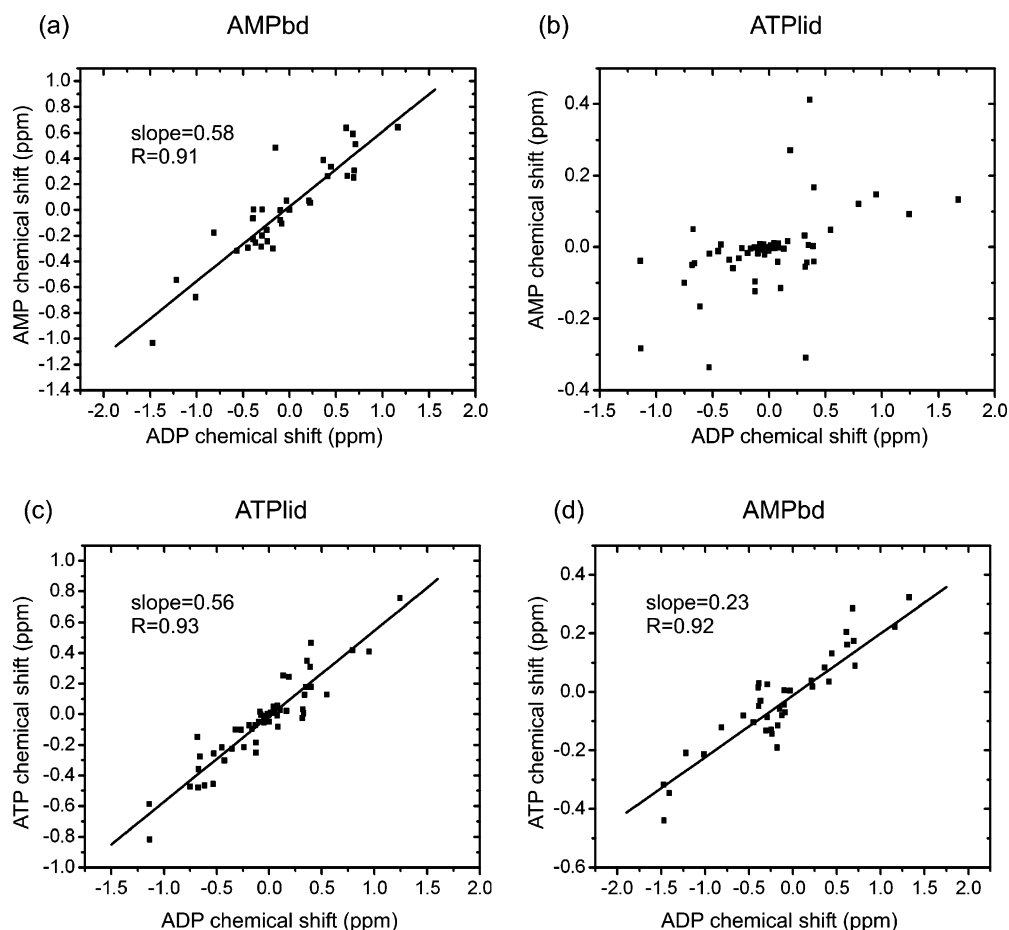 (a) AMPbd
slope=0.58
R=0.91
AMP chemical shift (ppm)
1.0
0.8
0.6
0.4
0.2
0.0
-0.2
-0.4
-0.6
-0.8
-1.0
-1.2
-1.4
-2.0 -1.5 -1.0 -0.5 0.0 0.5 1.0 1.5 2.0
ADP chemical shift (ppm)
(b) ATPlid
AMP chemical shift (ppm)
0.4
0.2
0.0
-0.2
-0.4
-1.5 -1.0 -0.5 0.0 0.5 1.0 1.5 2.0
ADP chemical shift (ppm)
(c) ATPlid
slope=0.56
R=0.93
ATP chemical shift (ppm)
1.0
0.8
0.6
0.4
0.2
0.0
-0.2
-0.4
-0.6
-0.8
-1.0
-1.5 -1.0 -0.5 0.0 0.5 1.0 1.5 2.0
ADP chemical shift (ppm)
(d) AMPbd
slope=0.23
R=0.92
ATP chemical shift (ppm)
0.4
0.2
0.0
-0.2
-0.4
-0.6
-2.0 -1.5 -1.0 -0.5 0.0 0.5 1.0 1.5 2.0
ADP chemical shift (ppm)